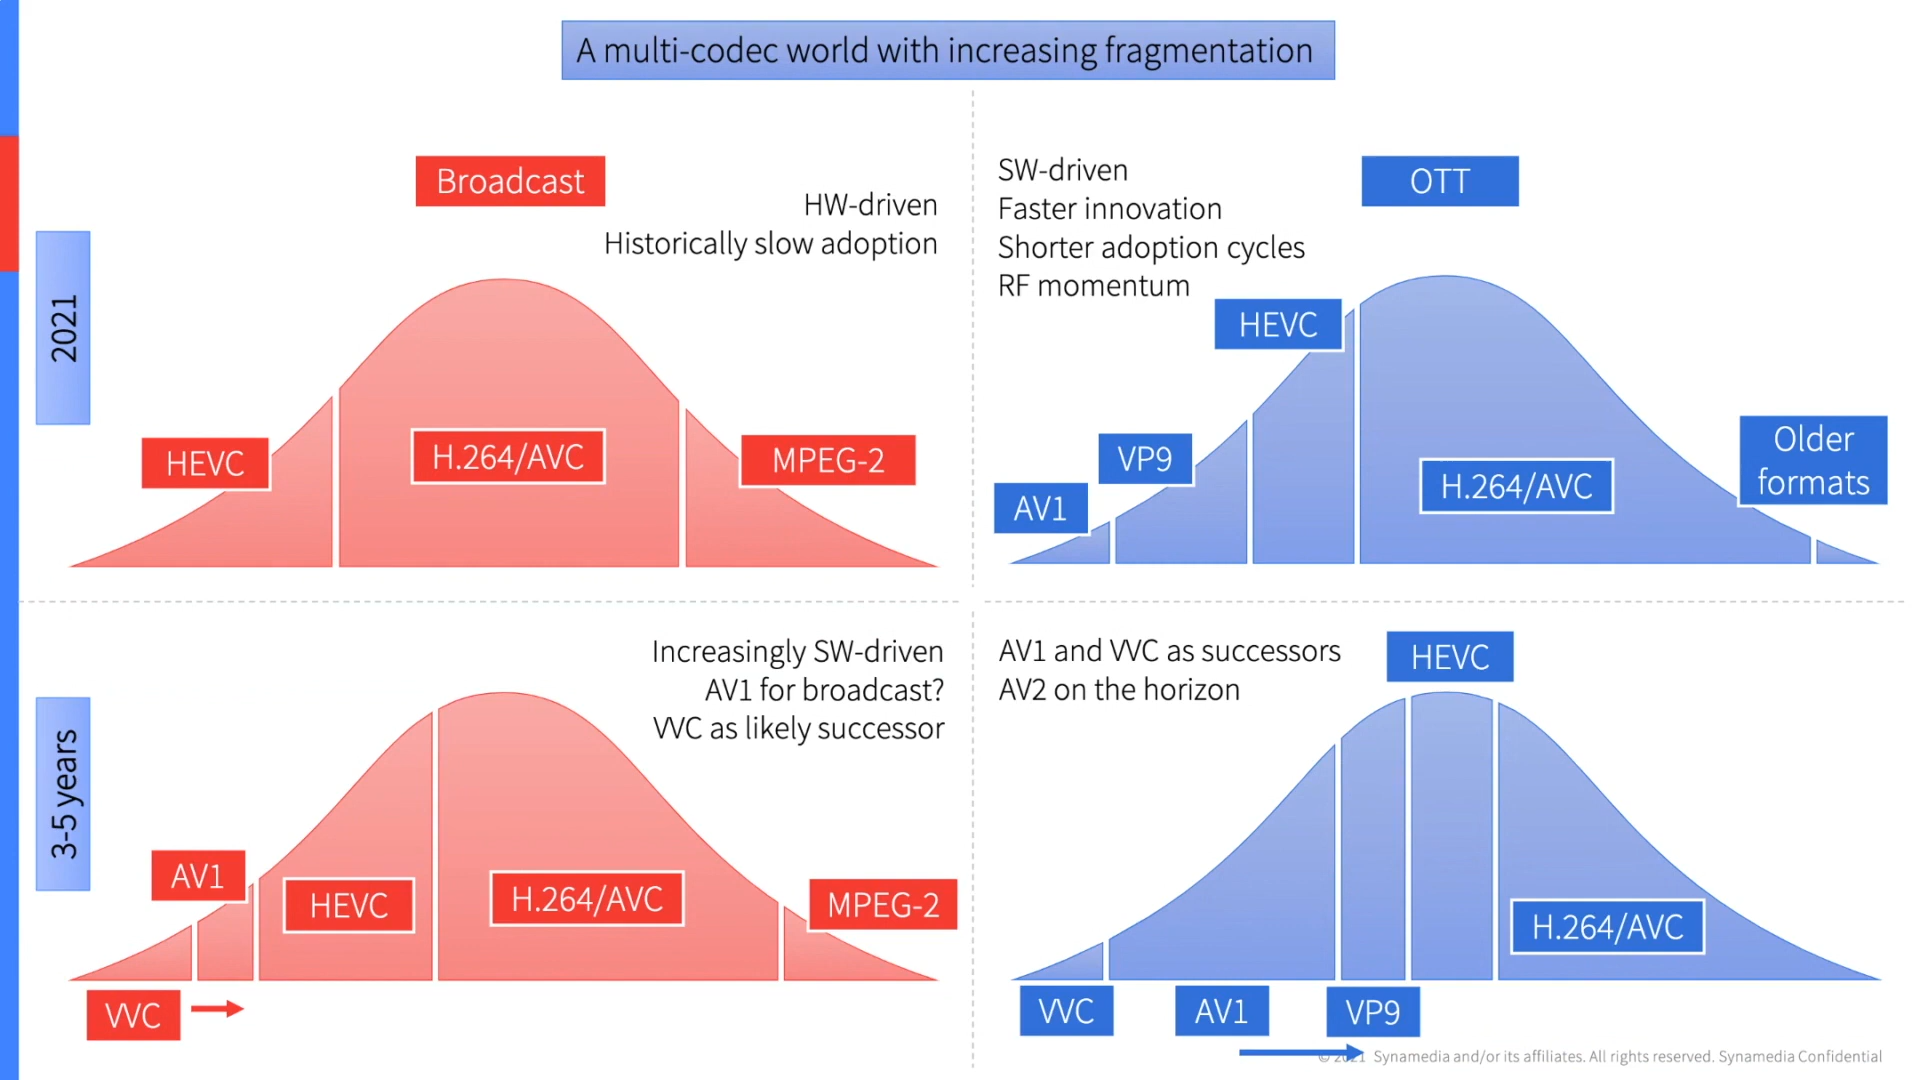 A multi-codec world with increasing fragmentation
2021
Broadcast
HW-driven
Historically slow adoption
HEVC
H.264/AVC
MPEG-2
SW-driven
Faster innovation
Shorter adoption cycles
RF momentum
OTT
HEVC
VP9
AV1
H.264/AVC
Older
formats
3-5 years
Increasingly SW-driven
AV1 for broadcast?
VVC as likely successor
AV1
HEVC
H.264/AVC
MPEG-2
VVC
AV1 and VVC as successors
AV2 on the horizon
HEVC
H.264/AVC
VVC
AV1
VP9
© 2021 Synamedia and/or its affiliates. All rights reserved. Synamedia Confidential